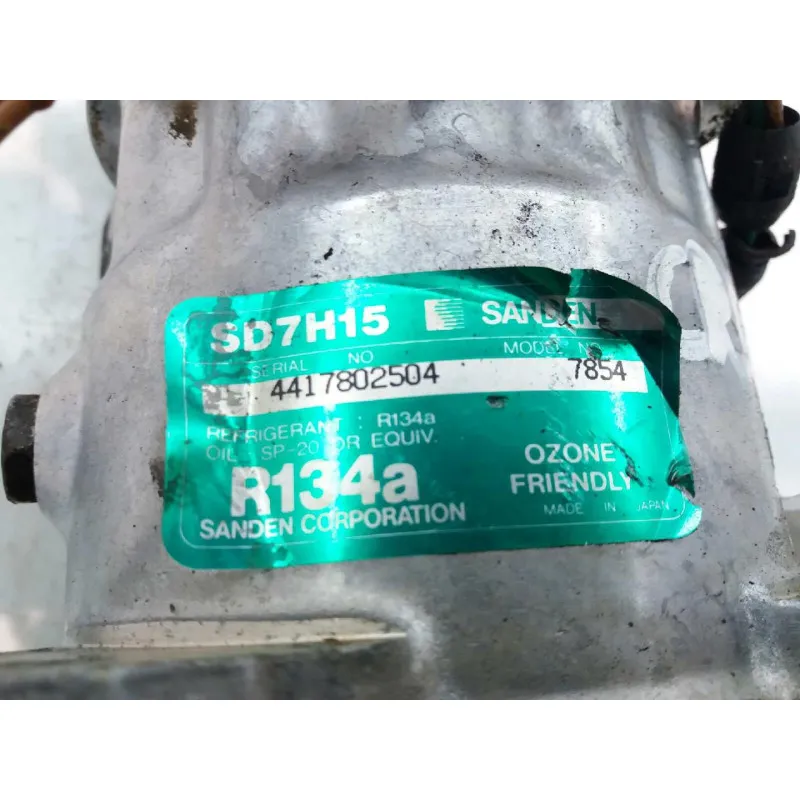 SD7H15 SANDEN
SERIAL NO MODEL NO
4417802504 7854
REFRIGERANT : R134a
OIL : SP-20 OR EQUIV.
R134a
OZONE
FRIENDLY
SANDEN CORPORATION
MADE IN JAPAN